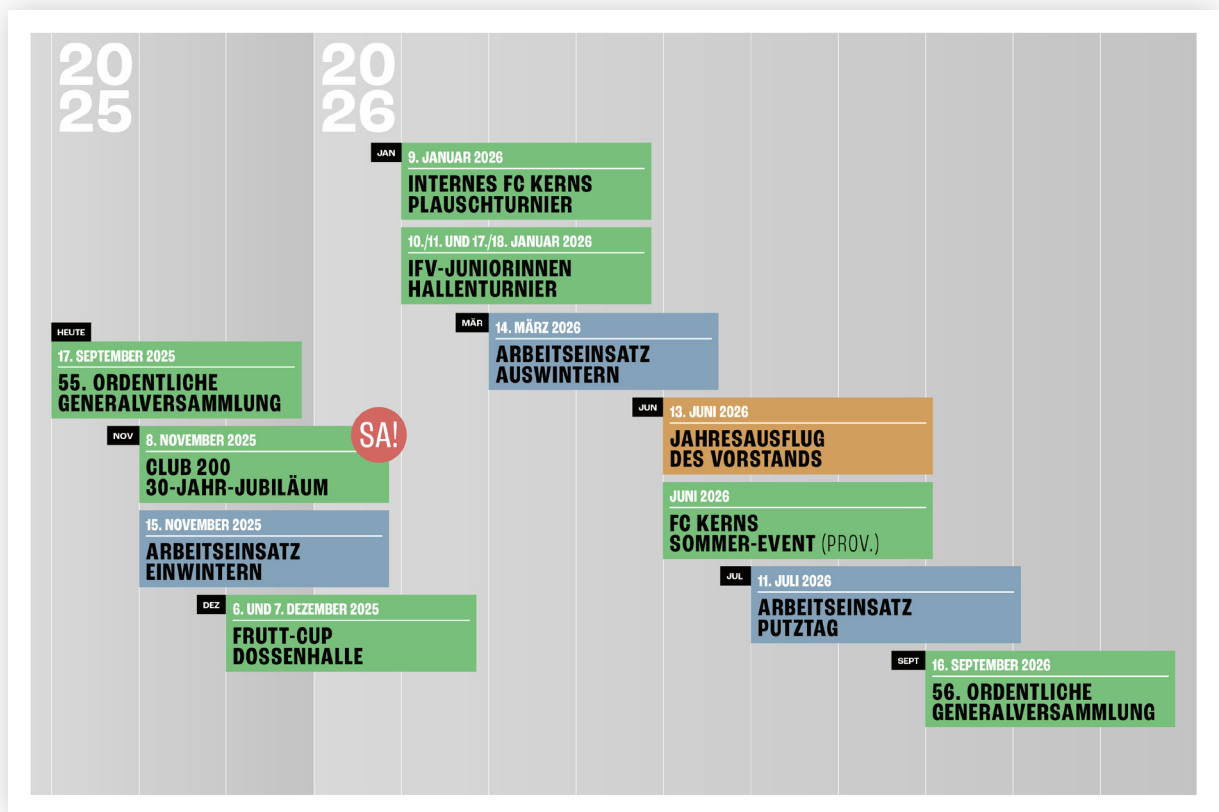 20
25
20
26
JAN
9. JANUAR 2026
INTERNES FC KERNS
PLAUSCHTURNIER
10./11. UND 17./18. JANUAR 2026
IFV-JUNIORINNEN
HALLENTURNIER
MÄR
14. MÄRZ 2026
ARBEITSEINSATZ
AUSWINTERN
HEUTE
17. SEPTEMBER 2025
55. ORDENTLICHE
GENERALVERSAMMLUNG
JUN
13. JUNI 2026
JAHRESAUSFLUG
DES VORSTANDS
NOV
8. NOVEMBER 2025
SA!
CLUB 200
30-JAHR-JUBILÄUM
JUNI 2026
FC KERNS
SOMMER-EVENT (PROV.)
15. NOVEMBER 2025
ARBEITSEINSATZ
EINWINTERN
JUL
11. JULI 2026
ARBEITSEINSATZ
PUTZTAG
DEZ
6. UND 7. DEZEMBER 2025
FRUTT-CUP
DOSSENHALLE
SEPT
16. SEPTEMBER 2026
56. ORDENTLICHE
GENERALVERSAMMLUNG